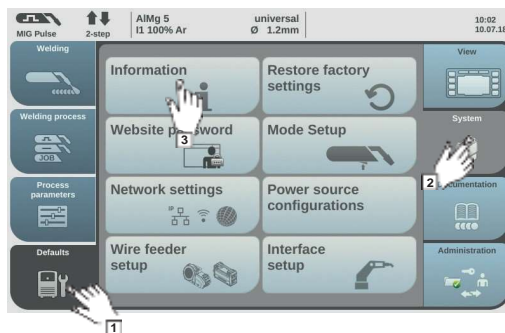 MIG Pulse
2-step
AlMg 5
I1 100% Ar
universal
Ø 1.2mm
10:02
10.07.18
Welding
Welding process
JOB
Process
parameters
Defaults
1
Information
3
Restore factory
settings
Website password
Mode Setup
Network settings
IP
Power source
configurations
Wire feeder
setup
Interface
setup
View
System
2
Documentation
Administration